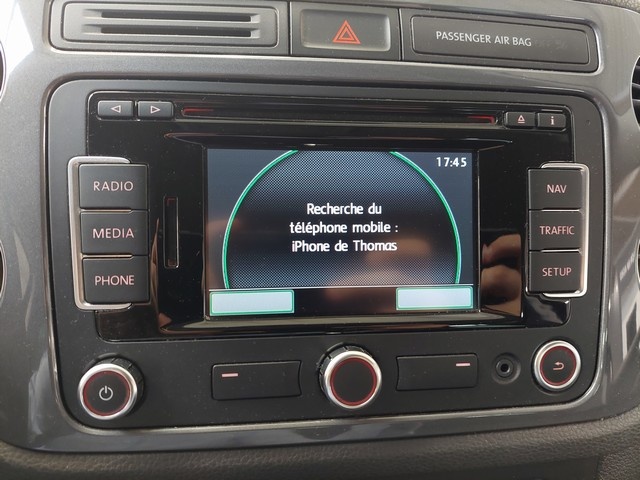 PASSENGER AIR BAG
RADIO
MEDIA
PHONE
17:45
Recherche du
téléphone mobile :
iPhone de Thomas
NAV
TRAFFIC
SETUP
i